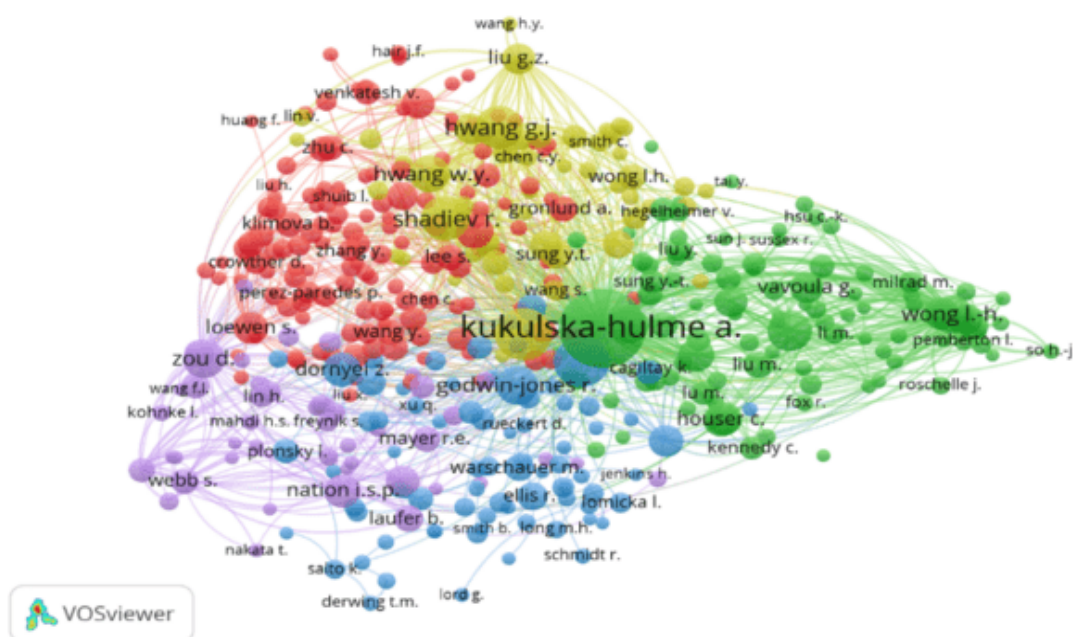 wang h.y.
hair j.f.
liu g.z.
venkatesh v.
huang f. lin v.
hwang g.j.
zhu c.
smith c.
chen c.y.
hwang w.y.
wong l.h.
tai y.
liu h.
shuib l.
gronlund a.
hegelheimer v.
hsu c.-k.
klimova b.
shadiev r.
zhang y.
lee s.
sung y.t.
liu y.
sun j.
sussex r.
crowther d.
perez-paredes p.
chen c.
wang s.
sung y.-t.
vavoula g.
milrad m.
loewen s.
wang y.
kukulska-hulme a.
li m.
wong l.-h.
pemberton l.
zou d.
dornyei z.
cagiltay k.
liu m.
so h.-j
wang f.l.
lin h.
liu x.
godwin-jones r.
lu m.
fox r.
roschelle j.
kohnke l.
mahdi h.s.
freynik s.
xu q.
rueckert d.
houser c.
plonsky l.
mayer r.e.
kennedy c.
webb s.
nation i.s.p.
warschauer m.
jenkins h.
ellis r.
lomicka l.
laufer b.
smith b.
long m.h.
nakata t.
schmidt r.
saito k.
derwing t.m.
lord g.
VOSviewer